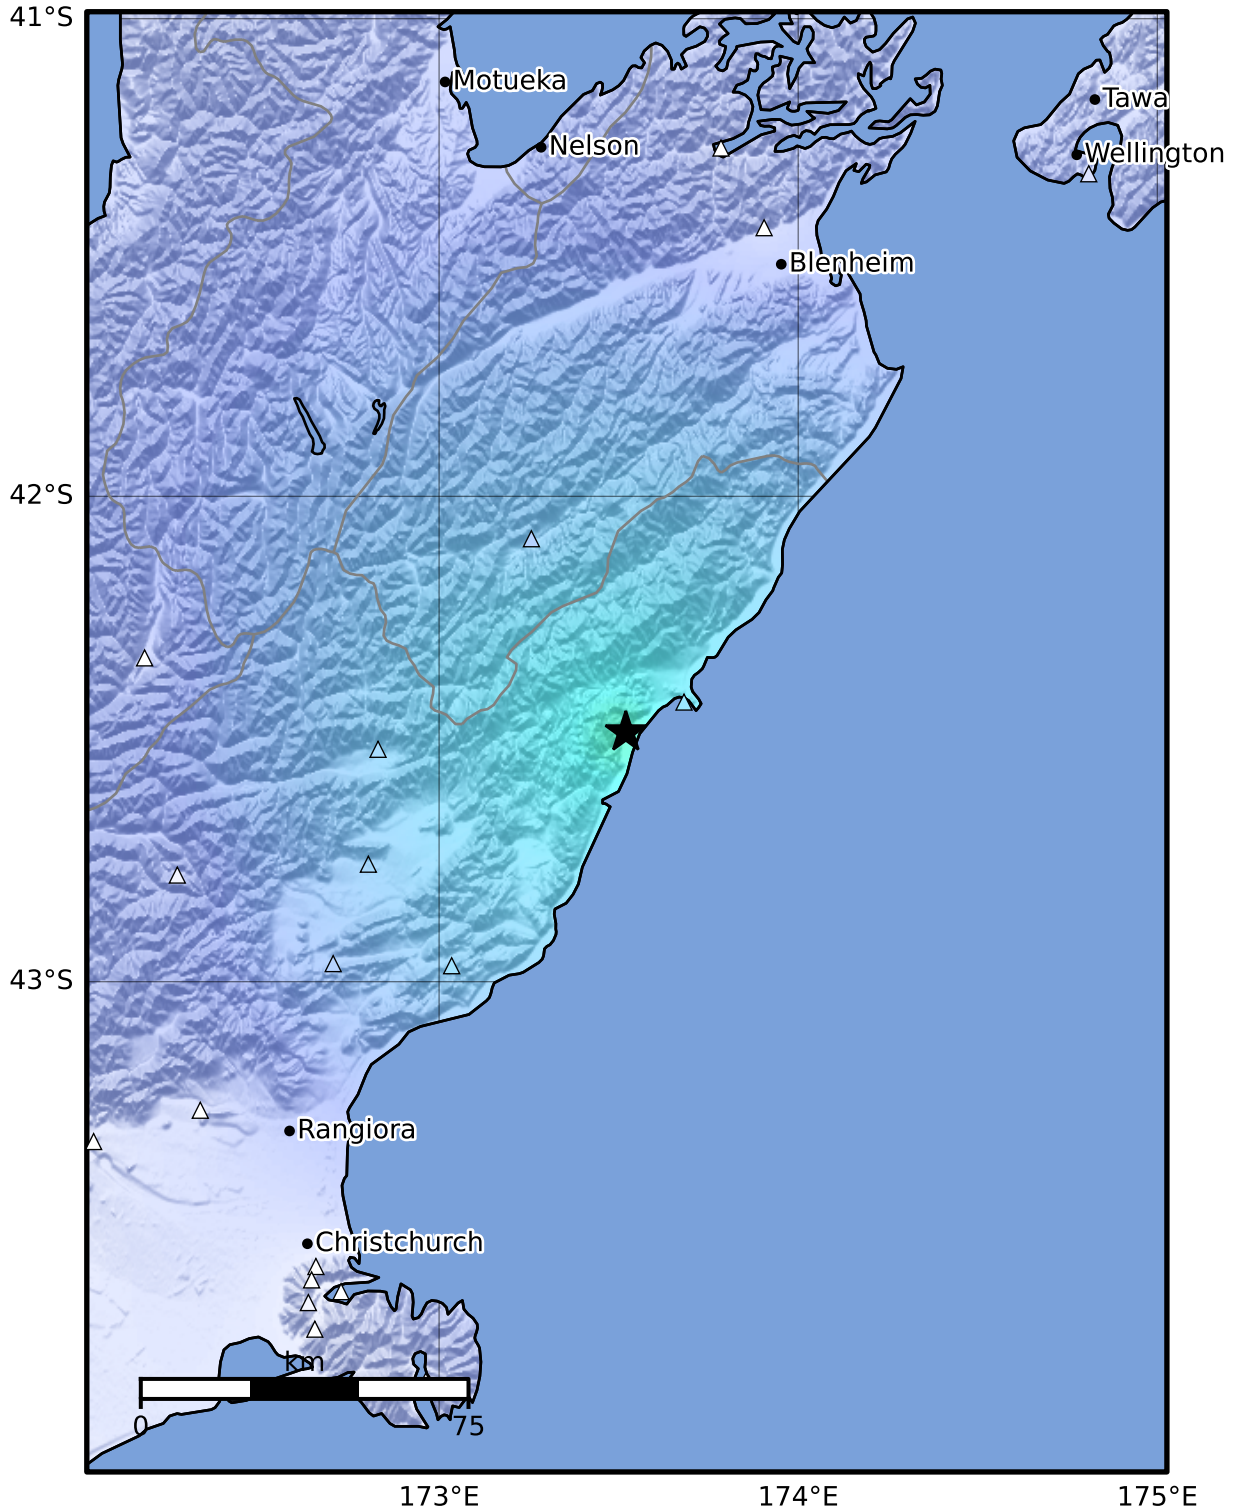 41°S
Motueka
Tawa
Nelson
Wellington
Blenheim
42°S
43°S
Rangiora
Christchurch
km
0 75
173°E 174°E 175°E